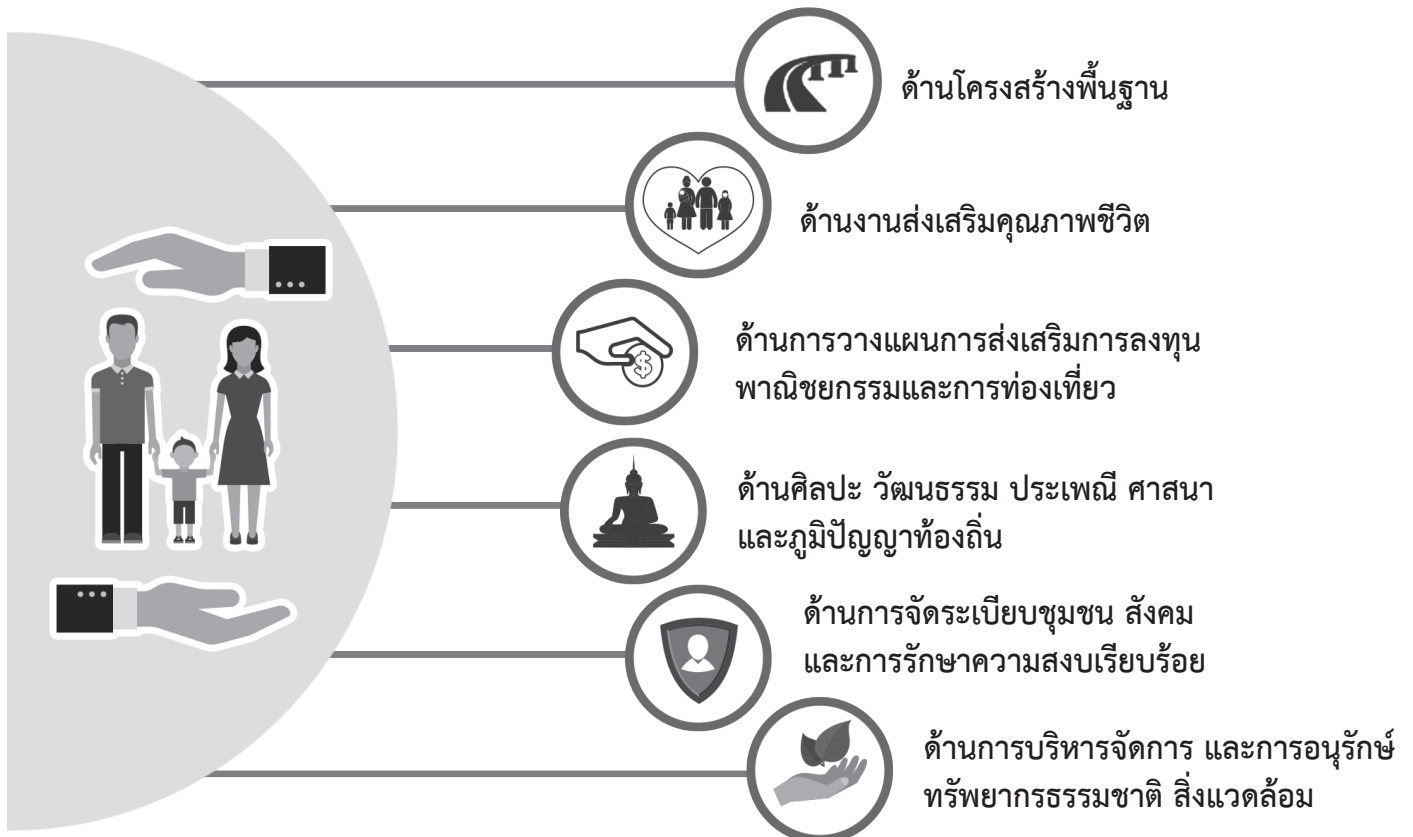 ด้านโครงสร้างพื้นฐาน
ด้านงานส่งเสริมคุณภาพชีวิต
ด้านการวางแผนการส่งเสริมการลงทุน
พาณิชยกรรมและการท่องเที่ยว
$
ด้านศิลปะ วัฒนธรรม ประเพณี ศาสนา
และภูมิปัญญาท้องถิ่น
ด้านการจัดระเบียบชุมชน สังคม
และการรักษาความสงบเรียบร้อย
ด้านการบริหารจัดการ และการอนุรักษ์
ทรัพยากรธรรมชาติ สิ่งแวดล้อม